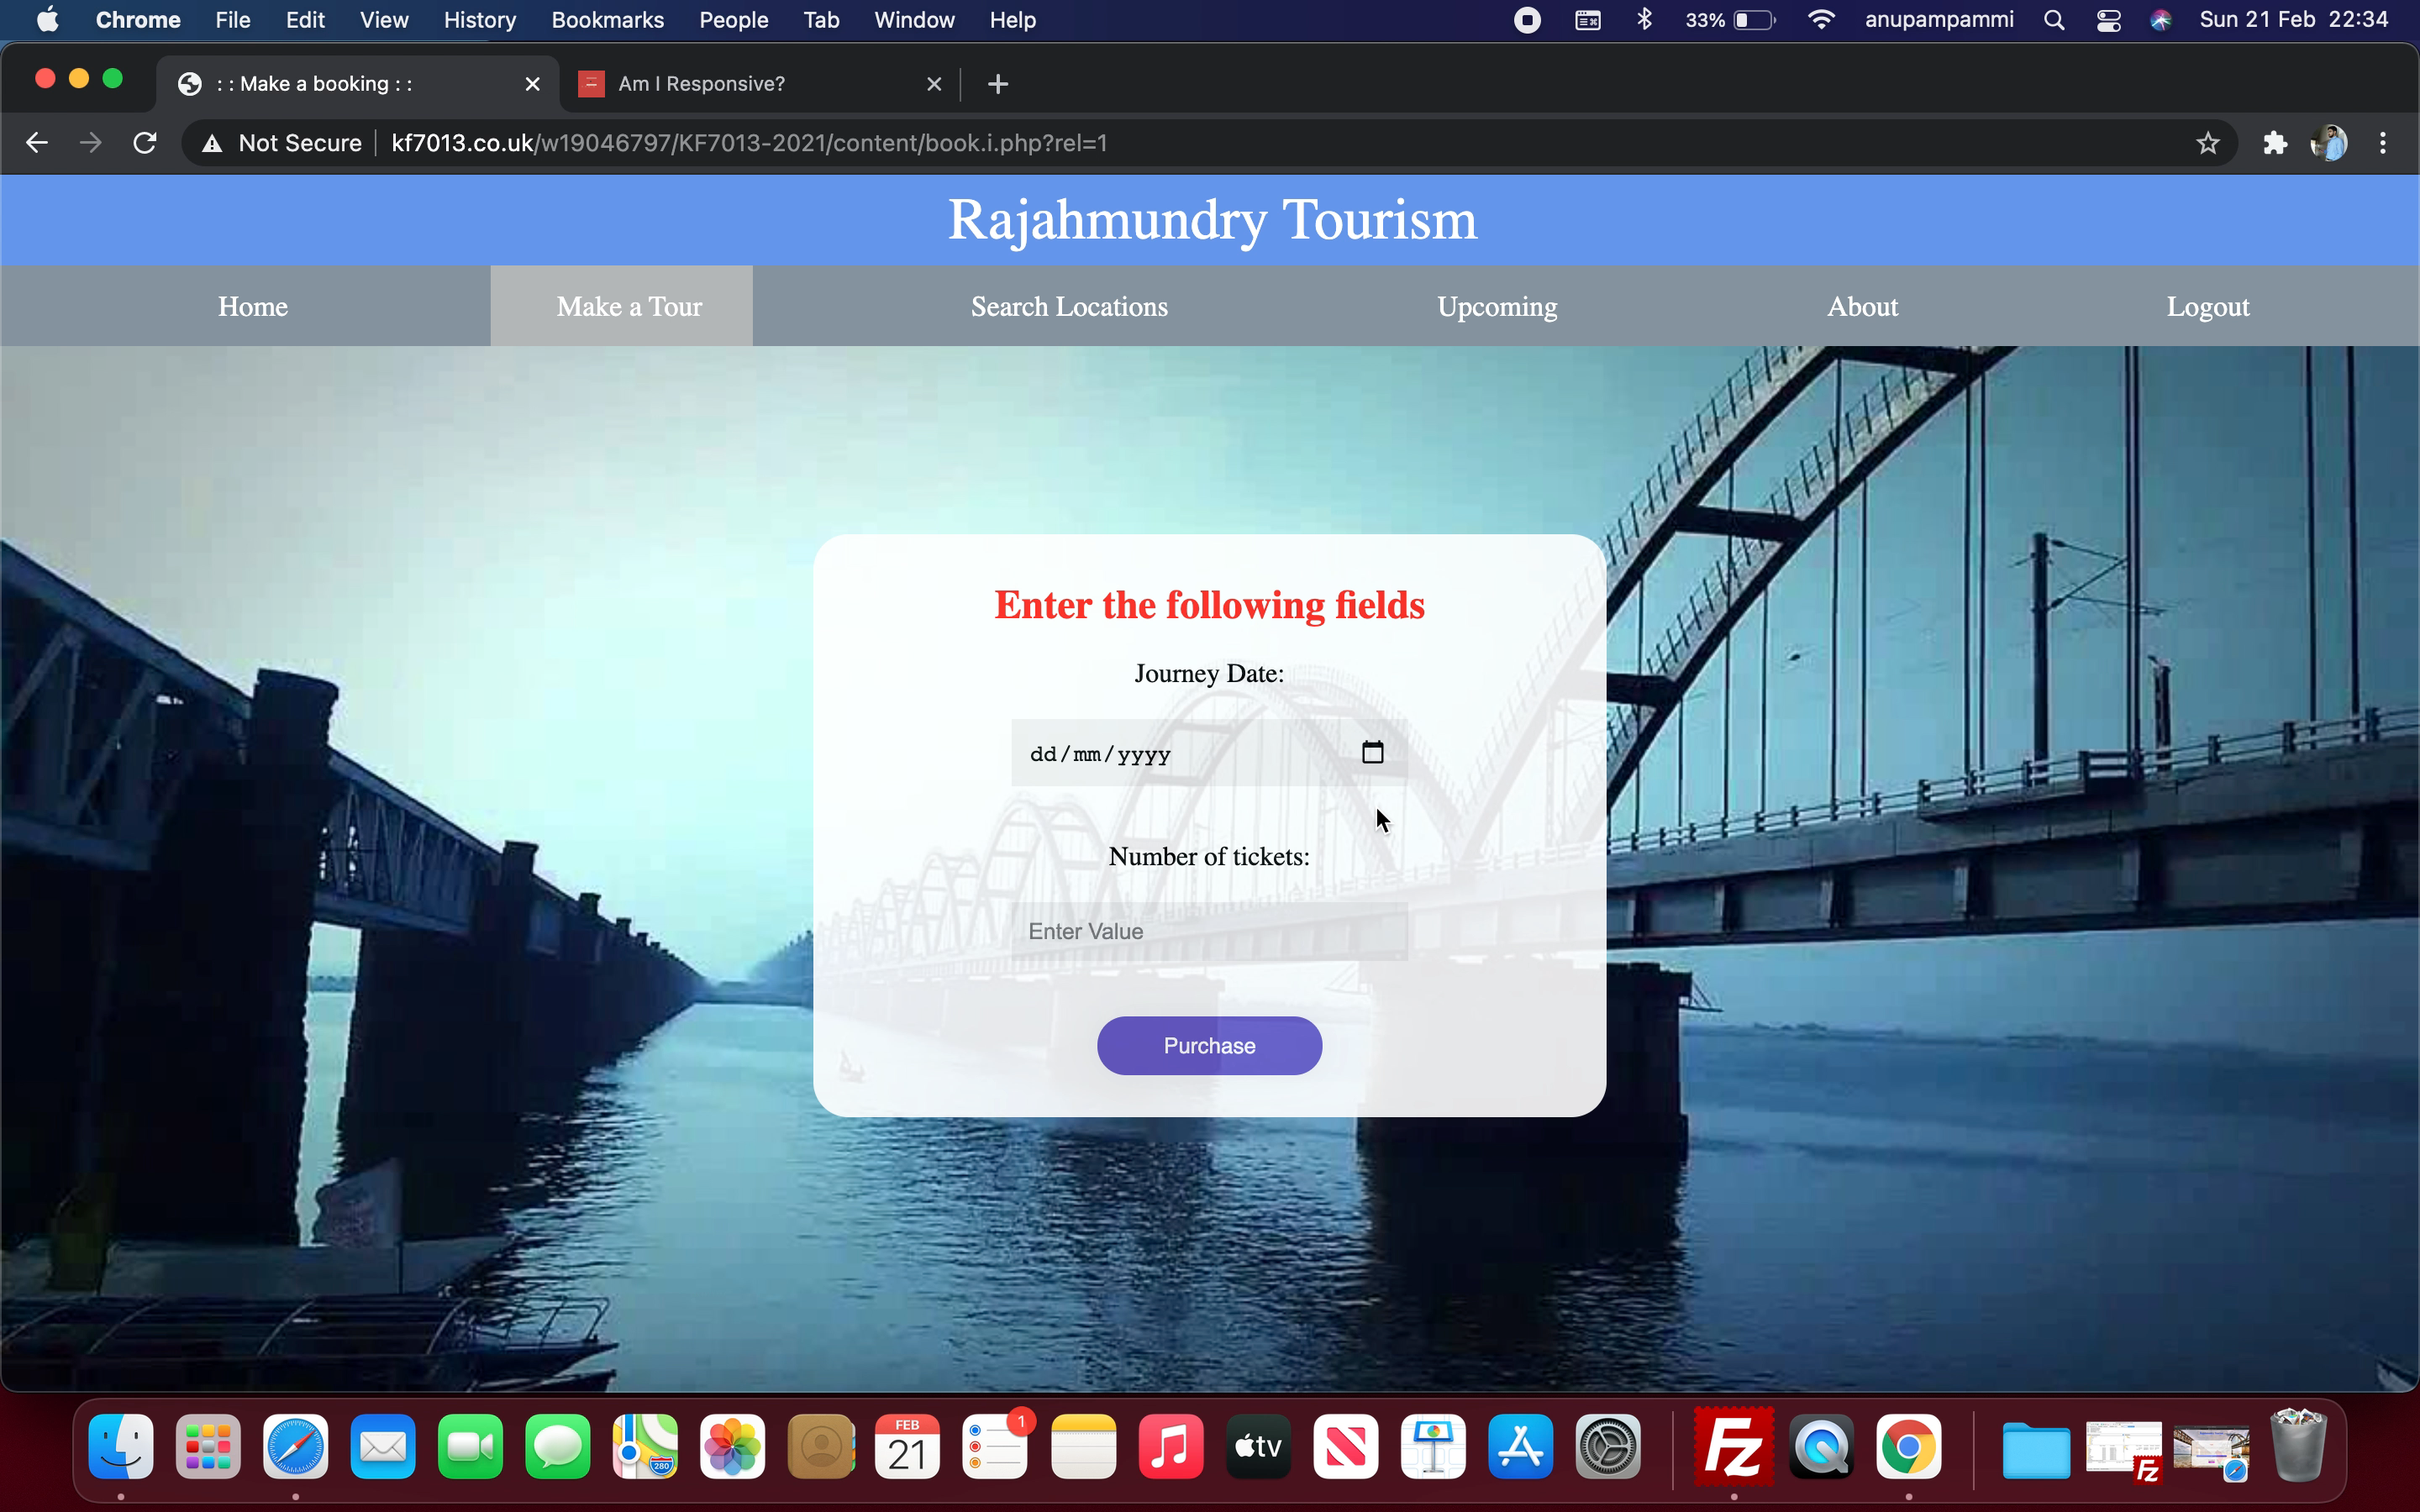 Chrome File Edit View History Bookmarks People Tab Window Help 33% anupampammi Sun 21 Feb 22:34
: : Make a booking : : Am I Responsive?
Not Secure kf7013.co.uk/w19046797/KF7013-2021/content/book.i.php?rel=1
Rajahmundry Tourism
Home Make a Tour Search Locations Upcoming About Logout
Enter the following fields
Journey Date:
dd/mm/yyyy
Number of tickets:
Enter Value
Purchase
FEB
21
1
280
tv
Fz
Fz